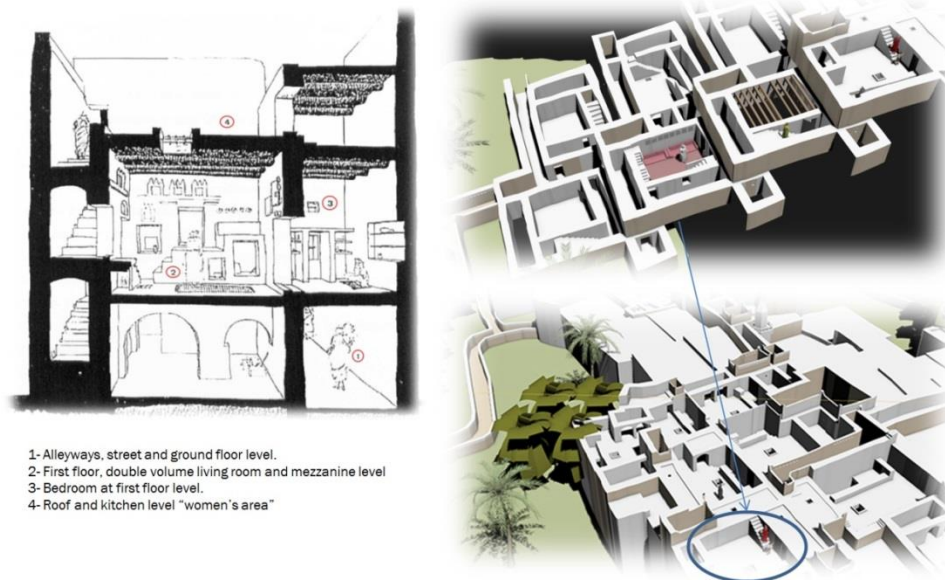 4
3
2
1
1- Alleyways, street and ground floor level.
2- First floor, double volume living room and mezzanine level
3- Bedroom at first floor level.
4- Roof and kitchen level “women’s area”